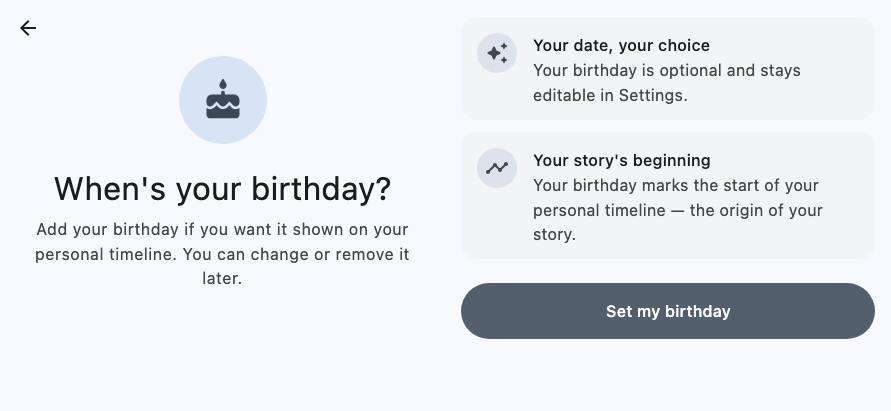 When's your birthday?
Add your birthday if you want it shown on your
personal timeline. You can change or remove it
later.
Your date, your choice
Your birthday is optional and stays
editable in Settings.
Your story's beginning
Your birthday marks the start of your
personal timeline — the origin of your
story.
Set my birthday